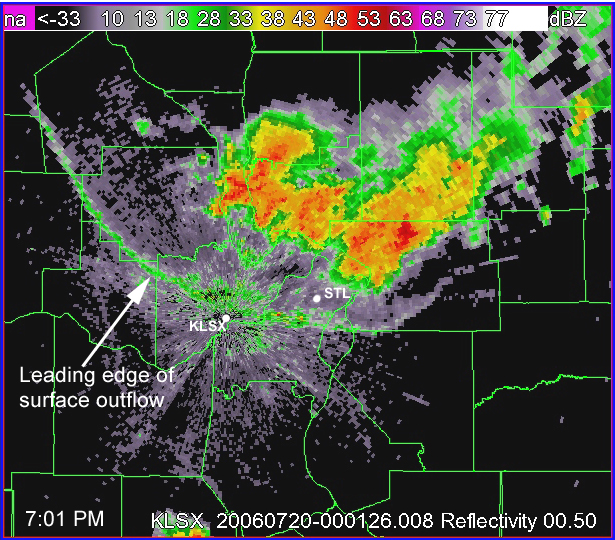 na <-33 10 13 18 28 33 38 43 48 53 63 68 73 77 dBZ
STL
KLSX
Leading edge of
surface outflow
7:01 PM KLSX 20060720-000126.008 Reflectivity 00.50